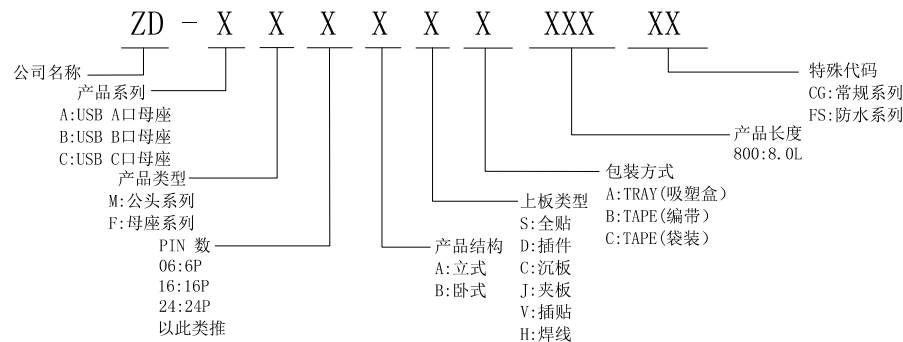 ZD-X X X X X X XXX XX
公司名称
产品系列
A:USB A口母座
B:USB B口母座
C:USB C口母座
产品类型
M:公头系列
F:母座系列
PIN 数
06:6P
16:16P
24:24P
以此类推
产品结构
A:立式
B:卧式
上板类型
S:全贴
D:插件
C:沉板
J:夹板
V:插贴
H:焊线
包装方式
A:TRAY(吸塑盒)
B:TAPE(编带)
C:TAPE(袋装)
产品长度
800:8.0L
特殊代码
CG:常规系列
FS:防水系列